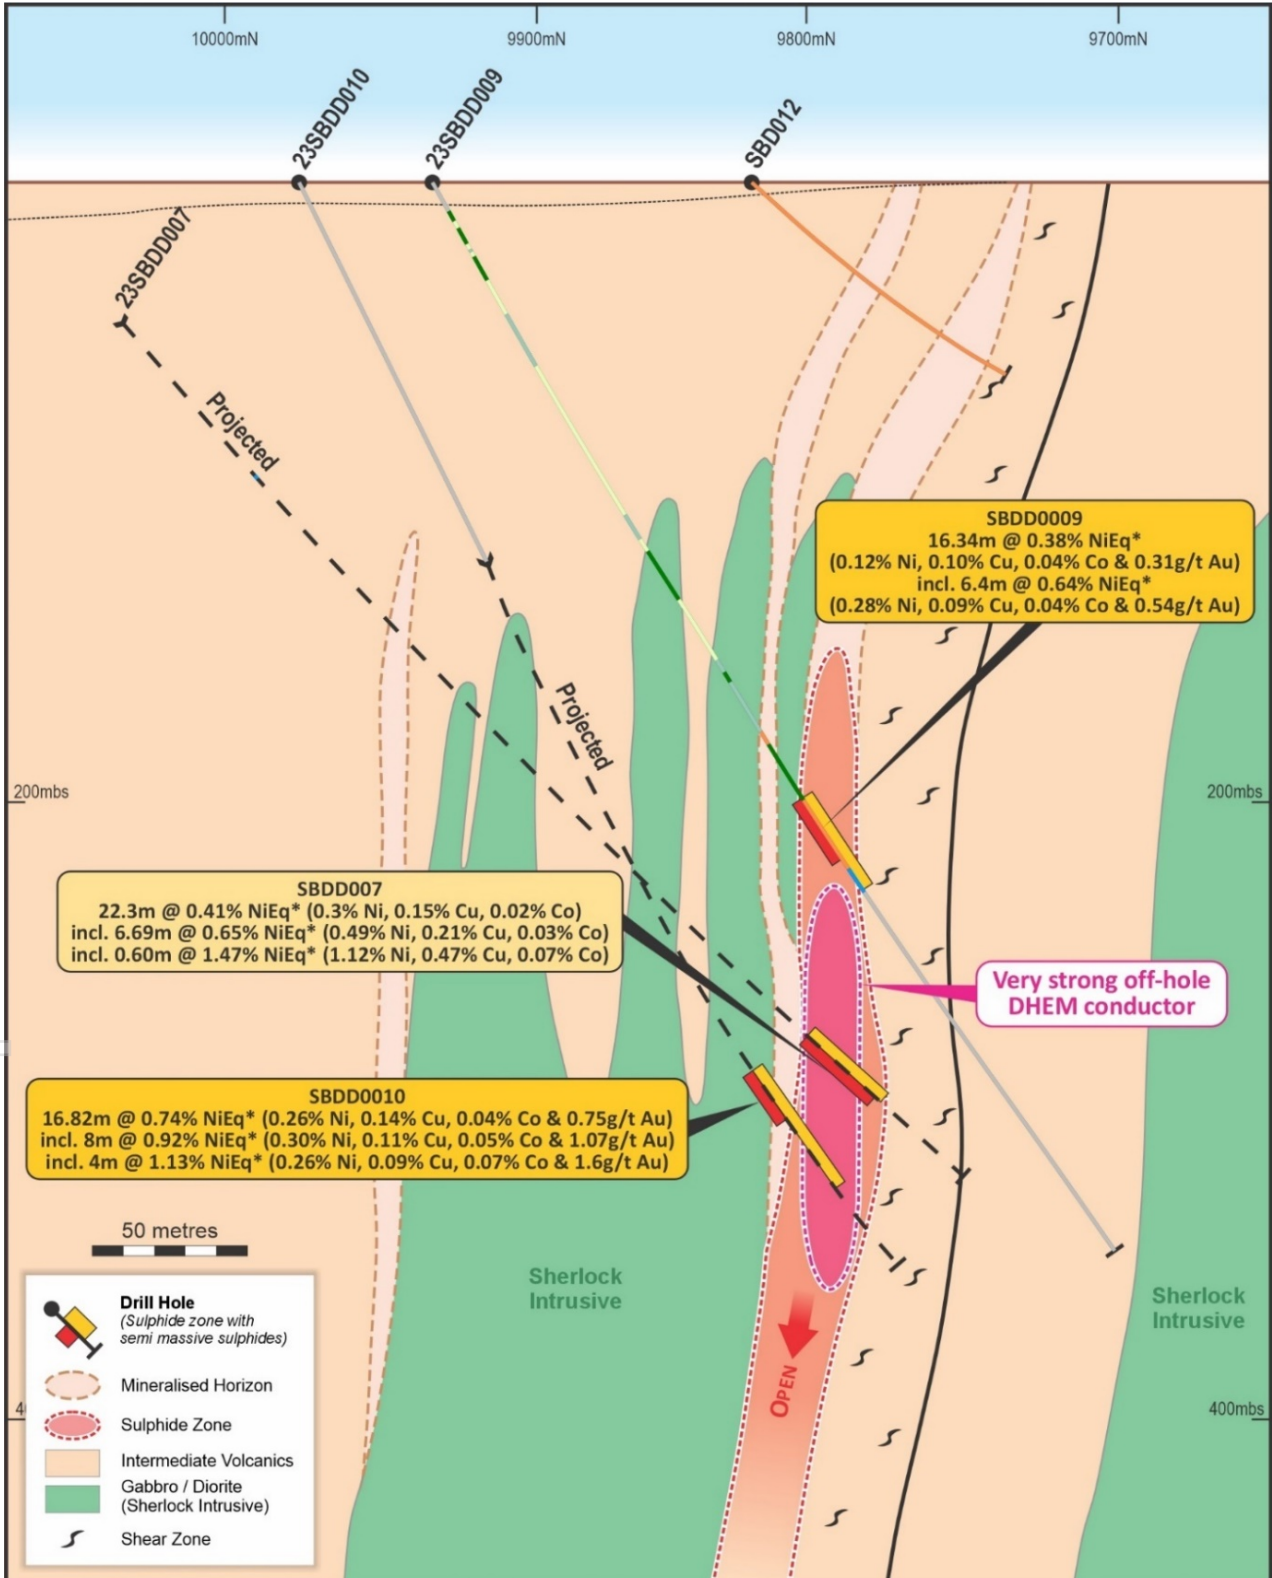 10000mN
9900mN
9800mN
9700mN
23SBDD010
23SBDD009
SBD012
23SBDD007
Projected
Projected
SBDD0009
16.34m @ 0.38% NiEq*
(0.12% Ni, 0.10% Cu, 0.04% Co & 0.31g/t Au)
incl. 6.4m @ 0.64% NiEq*
(0.28% Ni, 0.09% Cu, 0.04% Co & 0.54g/t Au)
200mbs
200mbs
SBDD007
22.3m @ 0.41% NiEq* (0.3% Ni, 0.15% Cu, 0.02% Co)
incl. 6.69m @ 0.65% NiEq* (0.49% Ni, 0.21% Cu, 0.03% Co)
incl. 0.60m @ 1.47% NiEq* (1.12% Ni, 0.47% Cu, 0.07% Co)
Very strong off-hole
DHEM conductor
SBDD0010
16.82m @ 0.74% NiEq* (0.26% Ni, 0.14% Cu, 0.04% Co & 0.75g/t Au)
incl. 8m @ 0.92% NiEq* (0.30% Ni, 0.11% Cu, 0.05% Co & 1.07g/t Au)
incl. 4m @ 1.13% NiEq* (0.26% Ni, 0.09% Cu, 0.07% Co & 1.6g/t Au)
50 metres
Sherlock
Intrusive
Sherlock
Intrusive
OPEN
400mbs
Drill Hole
(Sulphide zone with
semi massive sulphides)
Mineralised Horizon
Sulphide Zone
Intermediate Volcanics
Gabbro / Diorite
(Sherlock Intrusive)
Shear Zone